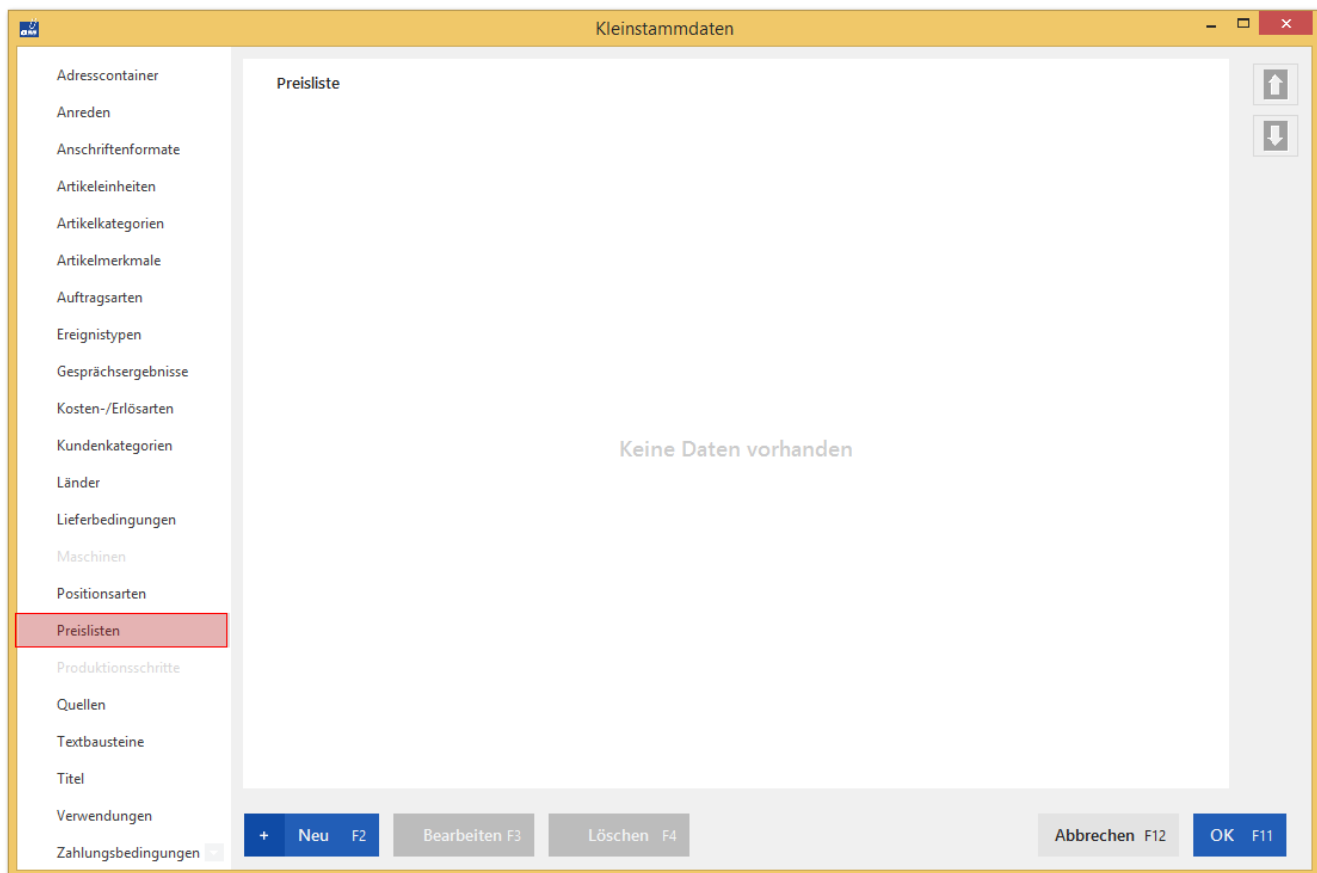 Kleinstammdaten
Adresscontainer
Anreden
Anschriftenformate
Artikeleinheiten
Artikelkategorien
Artikelmerkmale
Auftragsarten
Ereignistypen
Gesprächsergebnisse
Kosten-/Erlösarten
Kundenkategorien
Länder
Lieferbedingungen
Maschinen
Positionsarten
Preislisten
Produktionsschritte
Quellen
Textbausteine
Titel
Verwendungen
Zahlungsbedingungen
Preisliste
Keine Daten vorhanden
+ Neu F2
Bearbeiten F3
Löschen F4
Abbrechen F12
OK F11